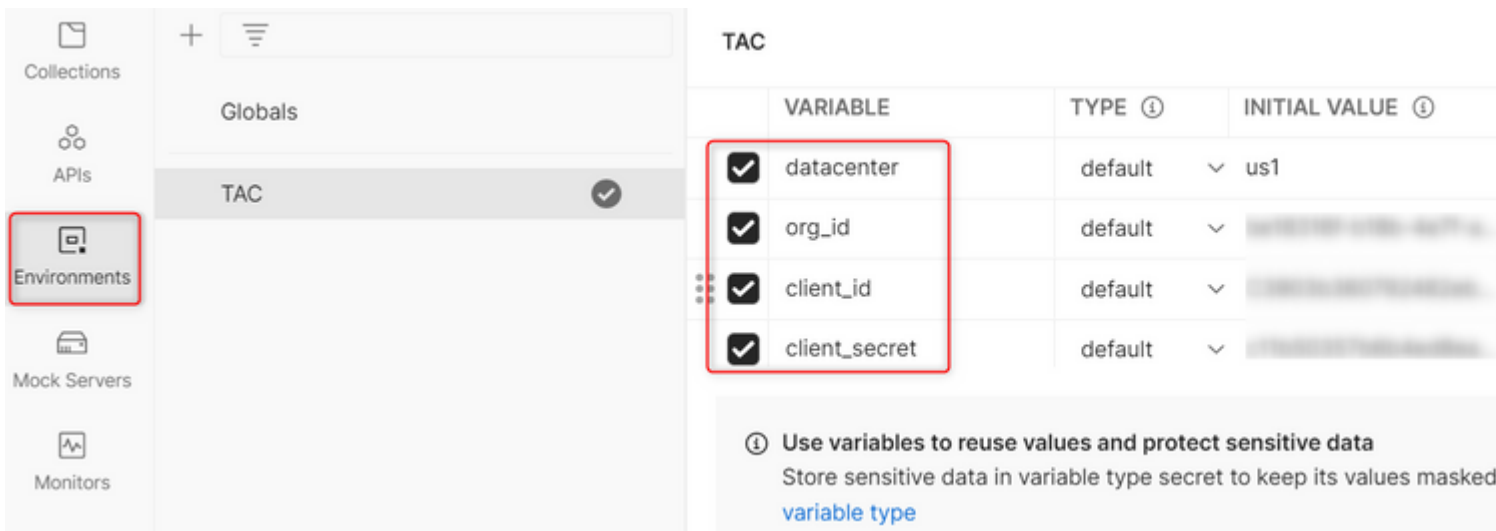 Collections
APIs
Environments
Mock Servers
Monitors
Globals
TAC
TAC
VARIABLE TYPE INITIAL VALUE
datacenter default us1
org_id default
client_id default
client_secret default
Use variables to reuse values and protect sensitive data
Store sensitive data in variable type secret to keep its values masked
variable type